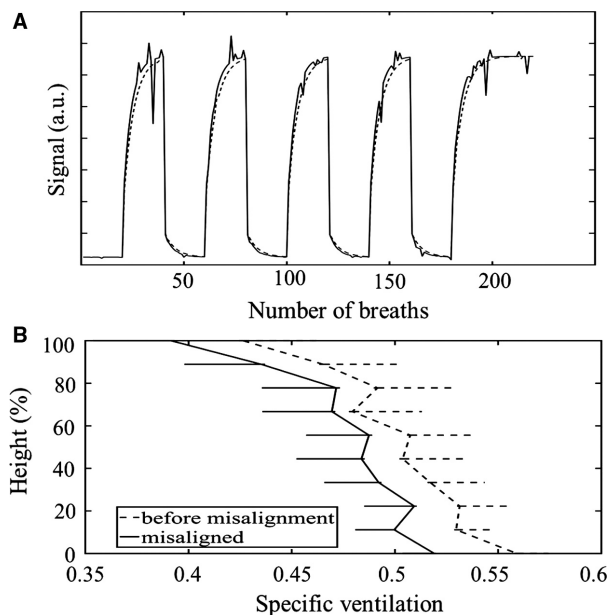 A
Signal (a.u.)
50 100 150 200
Number of breaths
B
Height (%)
100
80
60
40
20
0
before misalignment
misaligned
0.35 0.4 0.45 0.5 0.55 0.6
Specific ventilation